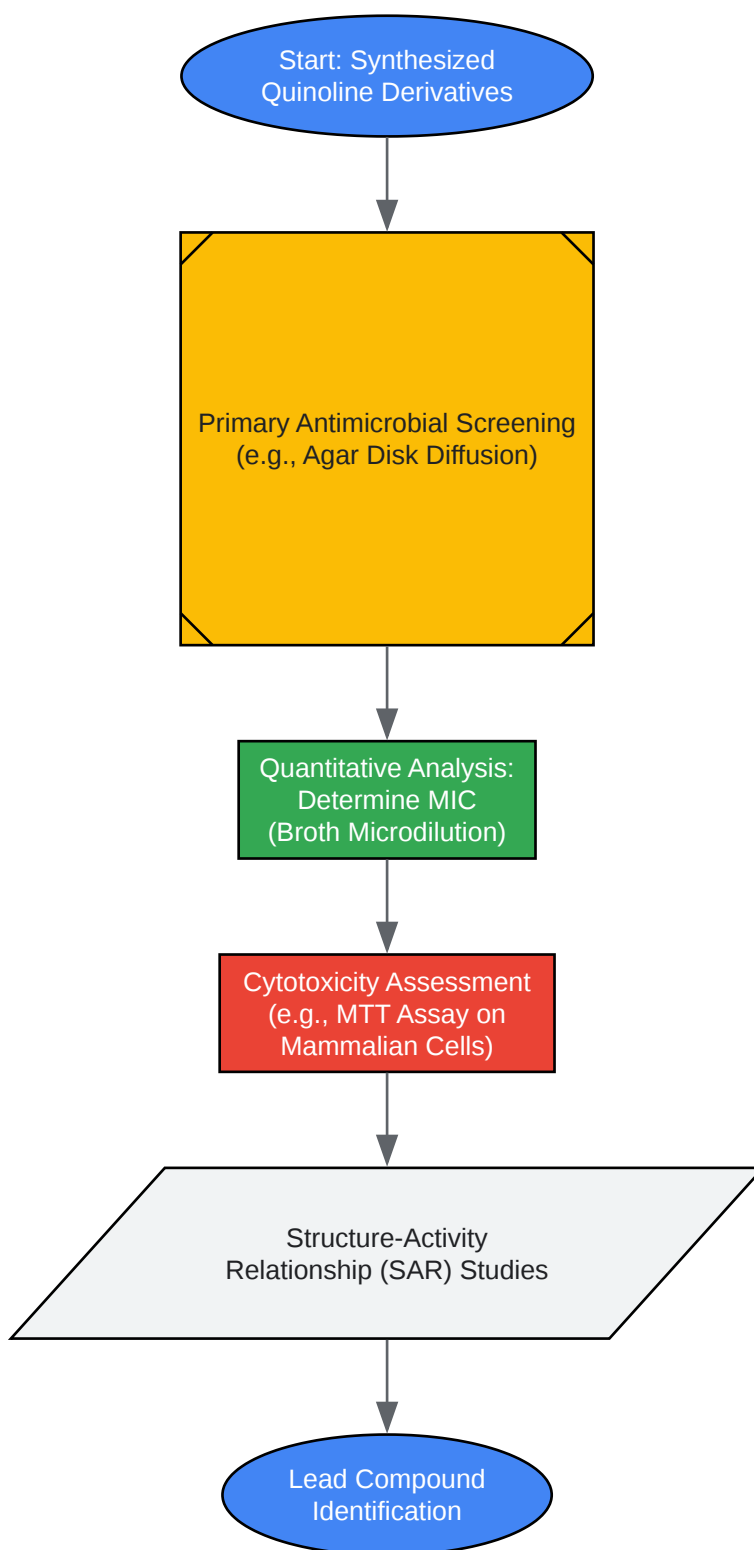 Start: Synthesized
Quinoline Derivatives
Primary Antimicrobial Screening
(e.g., Agar Disk Diffusion)
Quantitative Analysis:
Determine MIC
(Broth Microdilution)
Cytotoxicity Assessment
(e.g., MTT Assay on
Mammalian Cells)
Structure-Activity
Relationship (SAR) Studies
Lead Compound
Identification